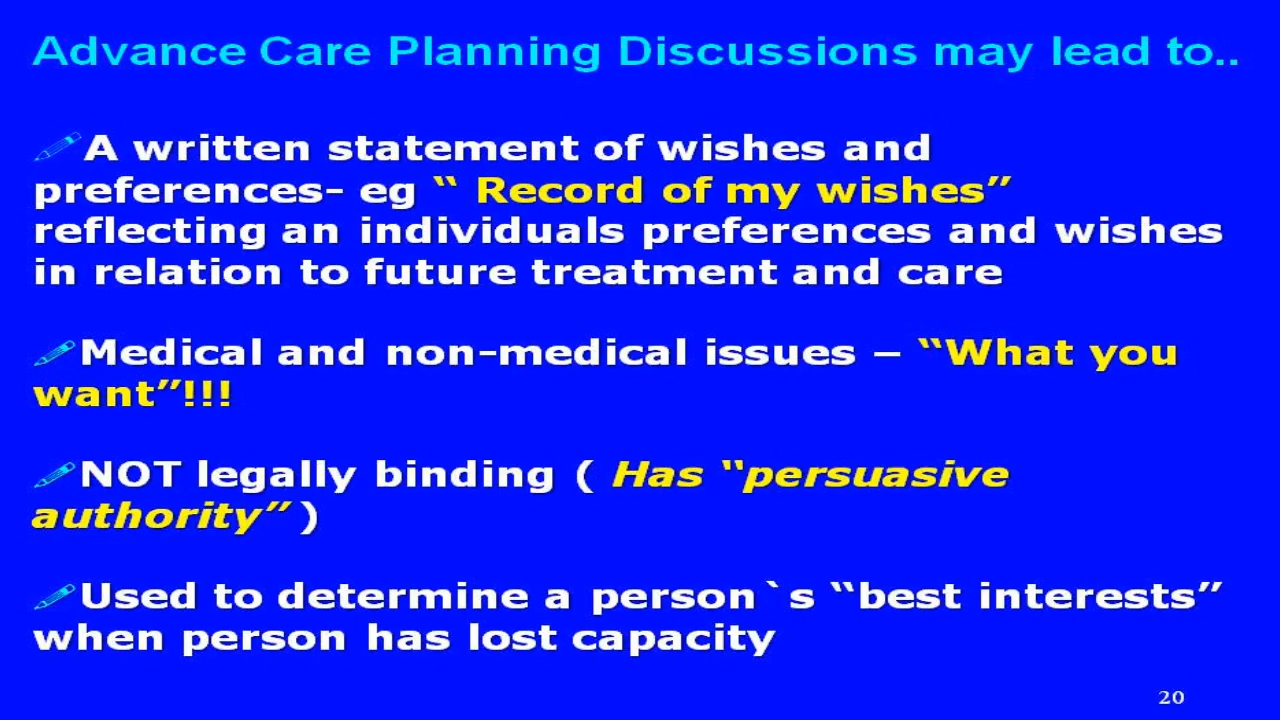 Advance Care Planning Discussions may lead to..
A written statement of wishes and
preferences- eg “ Record of my wishes”
reflecting an individuals preferences and wishes
in relation to future treatment and care
Medical and non-medical issues – “What you
want”!!!
NOT legally binding ( Has “persuasive
authority” )
Used to determine a person`s “best interests”
when person has lost capacity
20